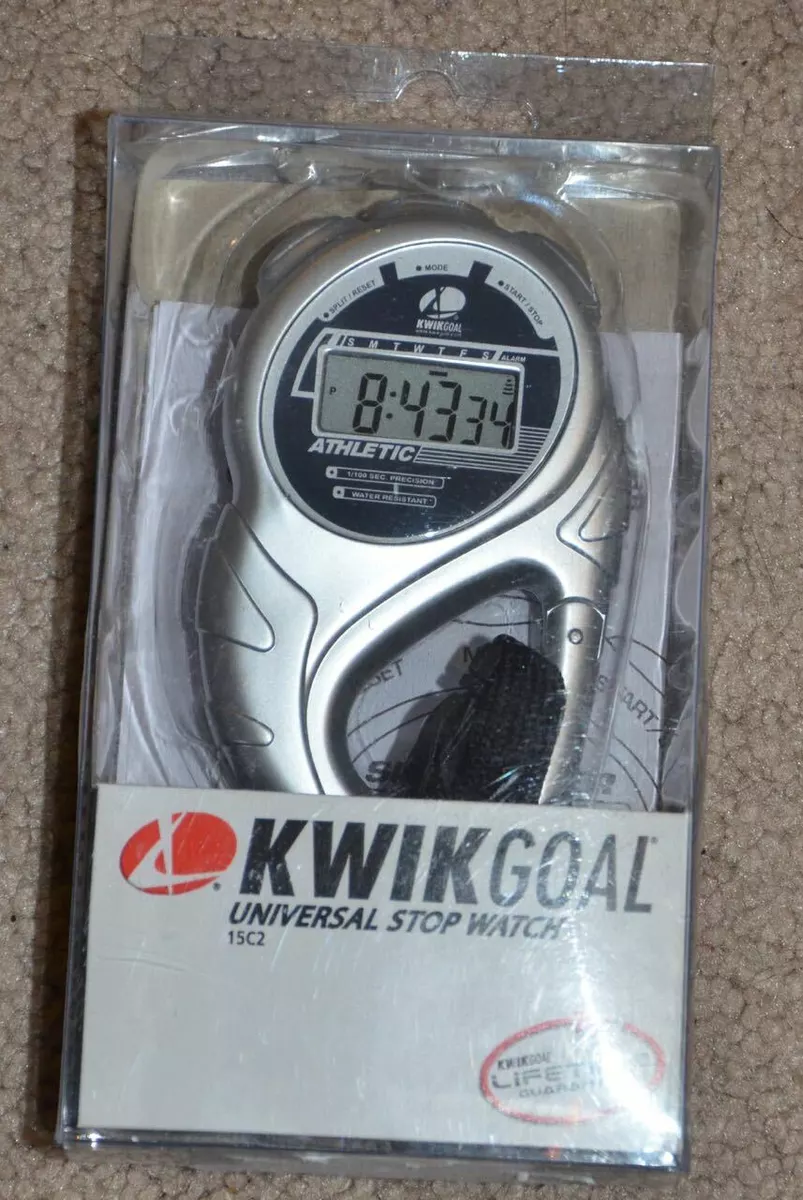 SPLIT / RESET
MODE
START / STOP
KWIKGOAL
S M T W T F S ALARM
P 8:43 34
ATHLETIC
1/100 SEC. PRECISION
WATER RESISTANT
KWIKGOAL®
UNIVERSAL STOP WATCH
15C2
KWIKGOAL